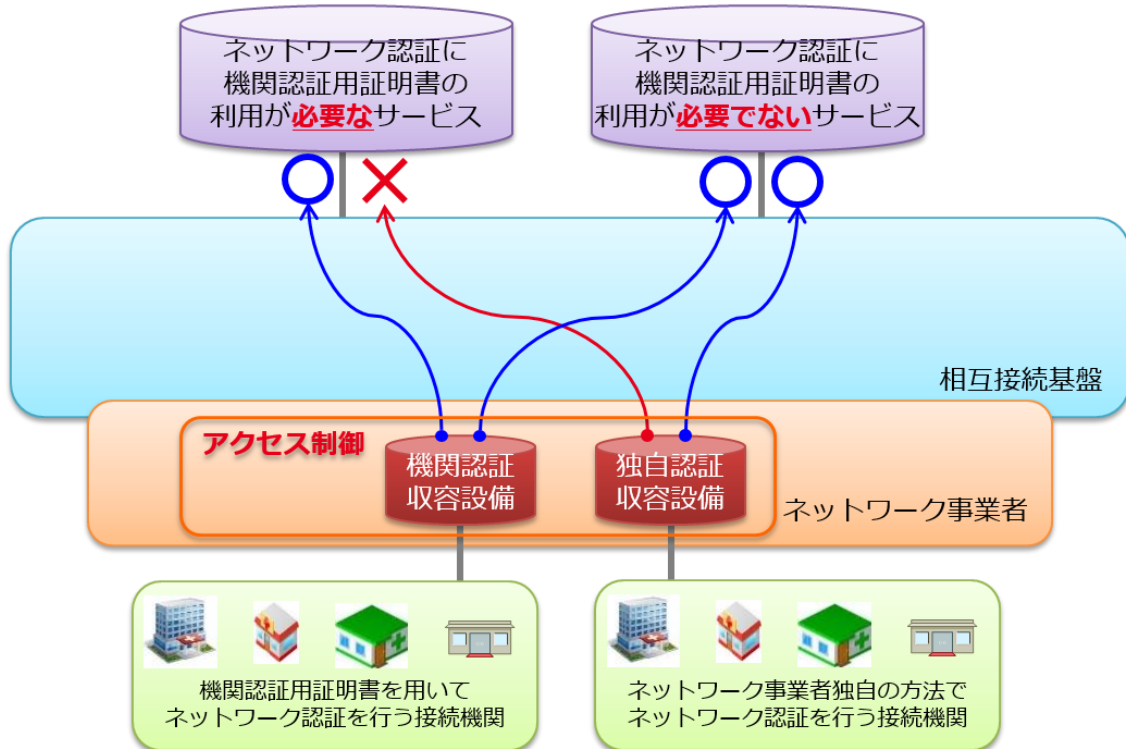 ネットワーク認証に
機関認証用証明書の
利用が必要なサービス
ネットワーク認証に
機関認証用証明書の
利用が必要でないサービス
相互接続基盤
アクセス制御
機関認証
収容設備
独自認証
収容設備
ネットワーク事業者
機関認証用証明書を用いて
ネットワーク認証を行う接続機関
ネットワーク事業者独自の方法で
ネットワーク認証を行う接続機関